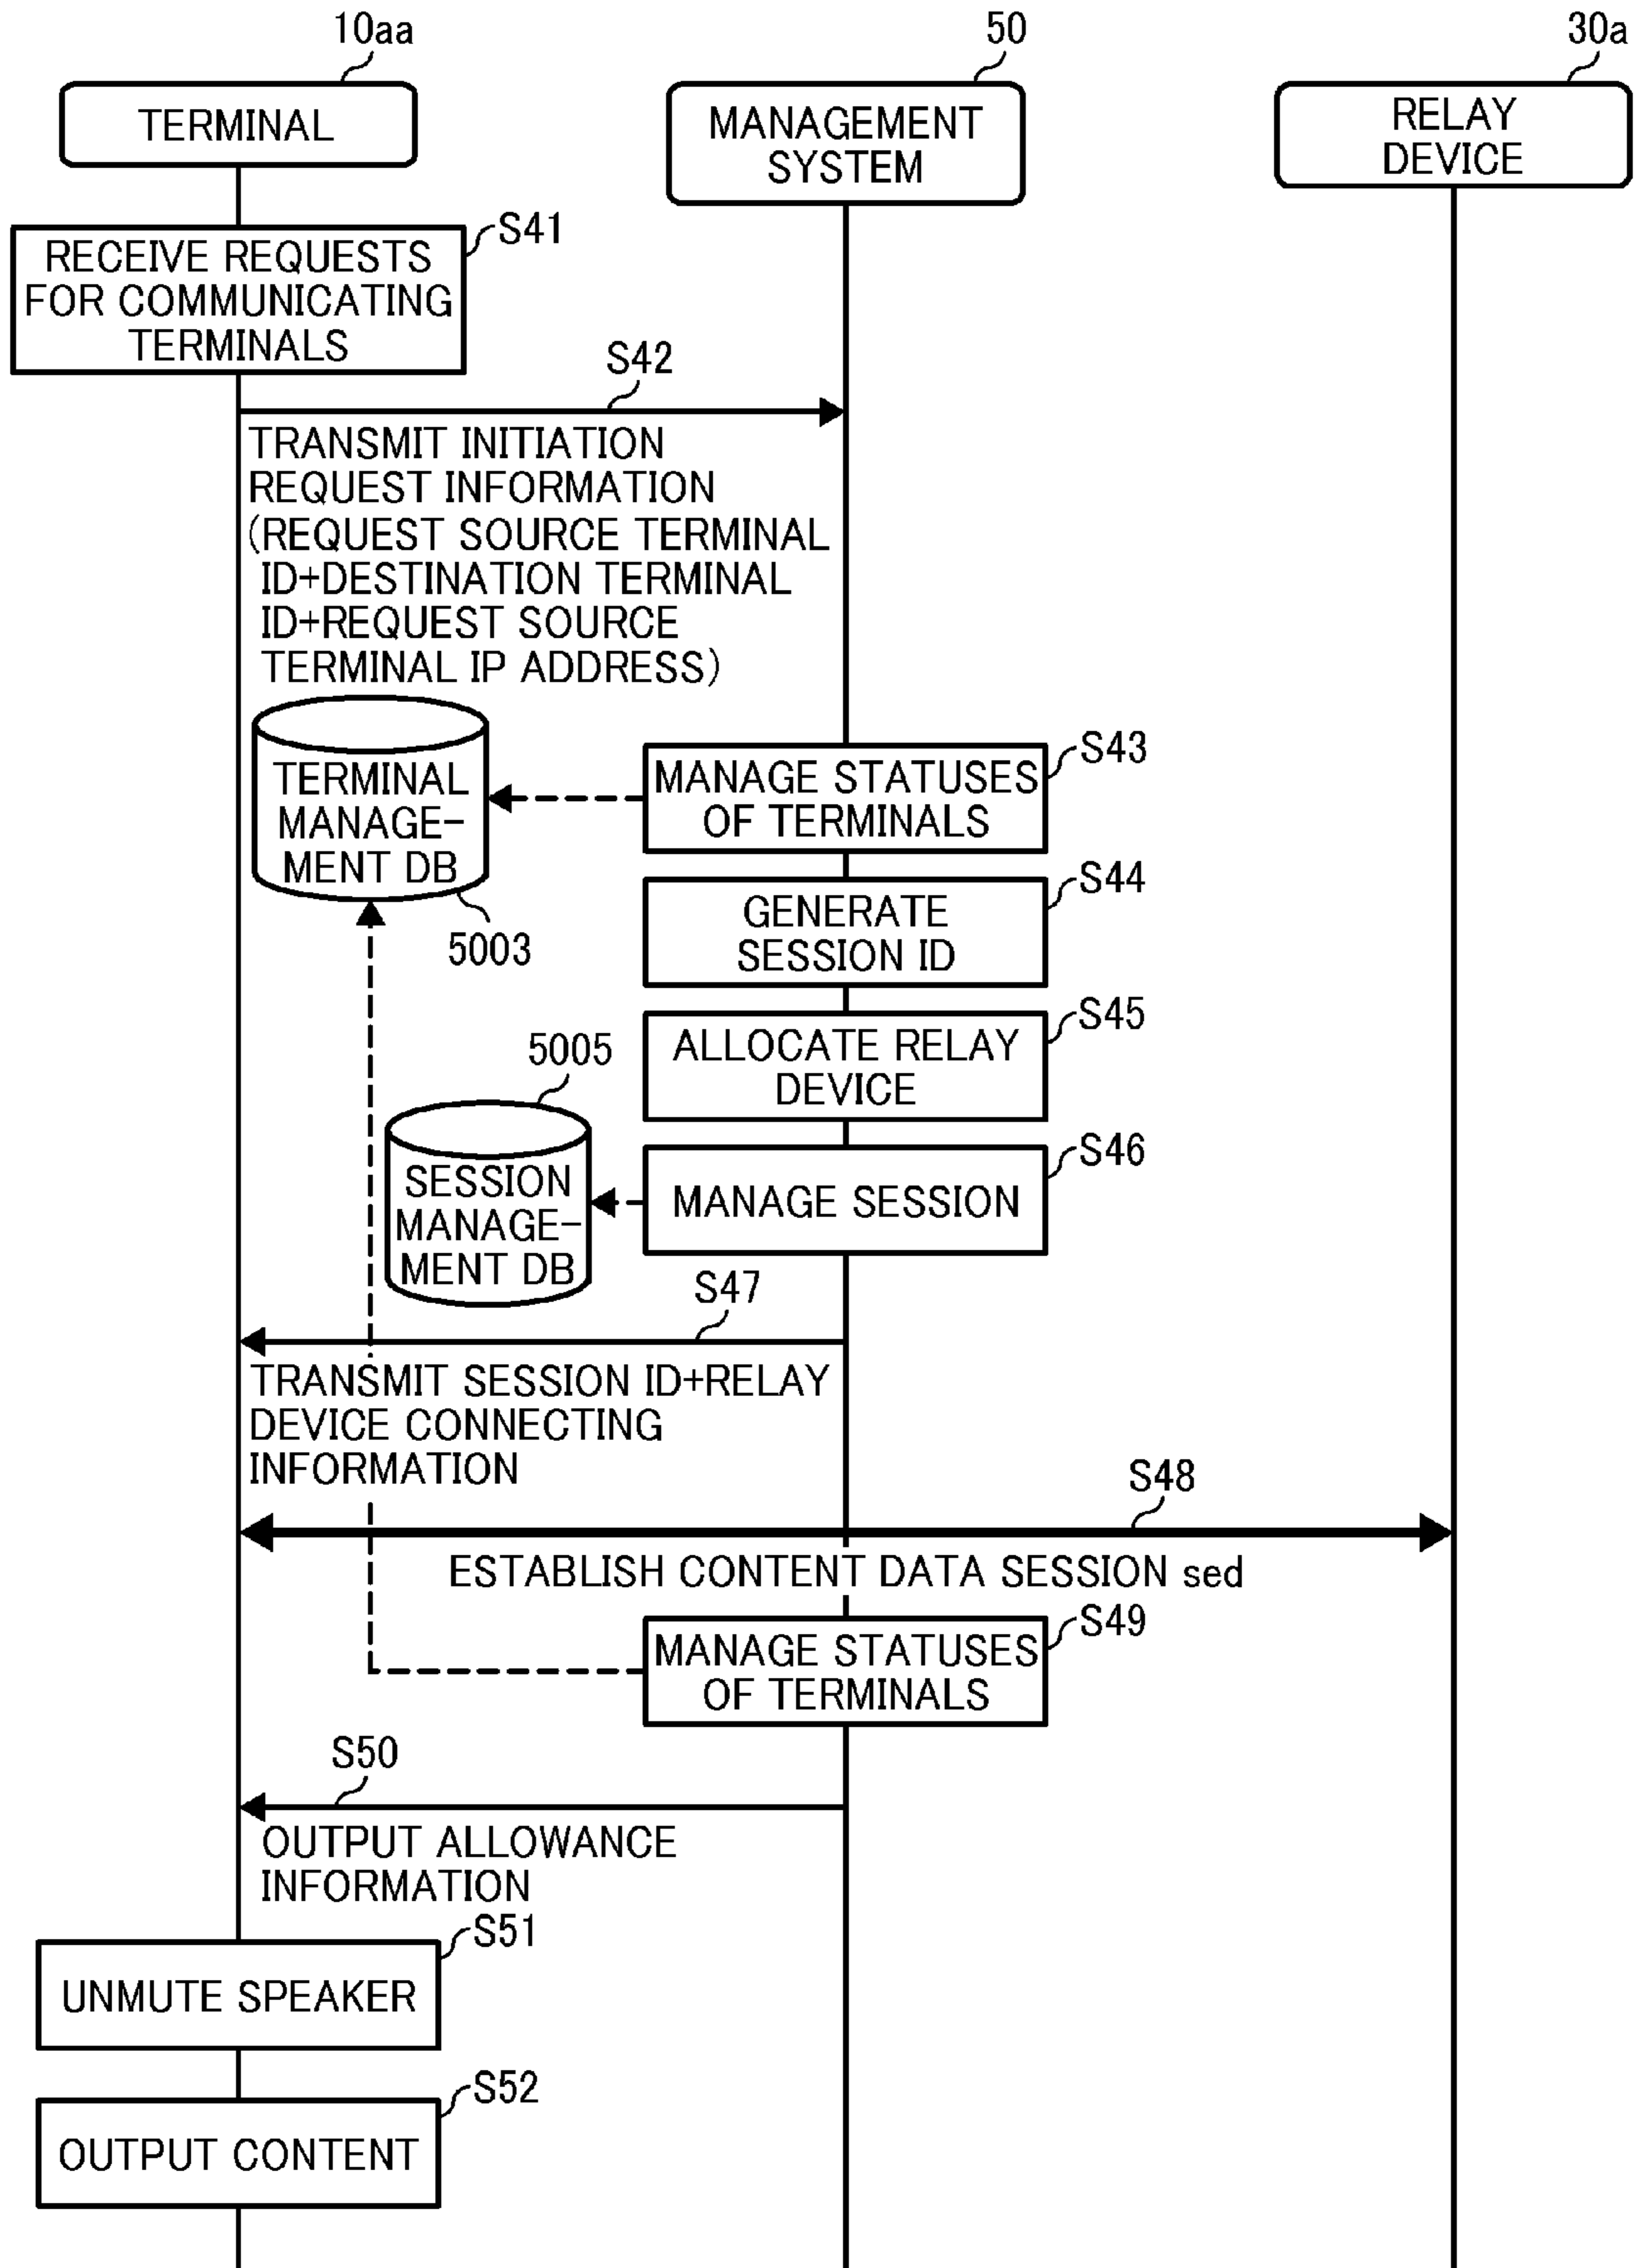 10aa
50
30a
TERMINAL
MANAGEMENT
SYSTEM
RELAY
DEVICE
S41
RECEIVE REQUESTS
FOR COMMUNICATING
TERMINALS
S42
TRANSMIT INITIATION
REQUEST INFORMATION
(REQUEST SOURCE TERMINAL
ID+DESTINATION TERMINAL
ID+REQUEST SOURCE
TERMINAL IP ADDRESS)
TERMINAL
MANAGE-
MENT DB
5003
S43
MANAGE STATUSES
OF TERMINALS
S44
GENERATE
SESSION ID
S45
ALLOCATE RELAY
DEVICE
5005
SESSION
MANAGE-
MENT DB
S46
MANAGE SESSION
S47
TRANSMIT SESSION ID+RELAY
DEVICE CONNECTING
INFORMATION
S48
ESTABLISH CONTENT DATA SESSION sed
S49
MANAGE STATUSES
OF TERMINALS
S50
OUTPUT ALLOWANCE
INFORMATION
S51
UNMUTE SPEAKER
S52
OUTPUT CONTENT